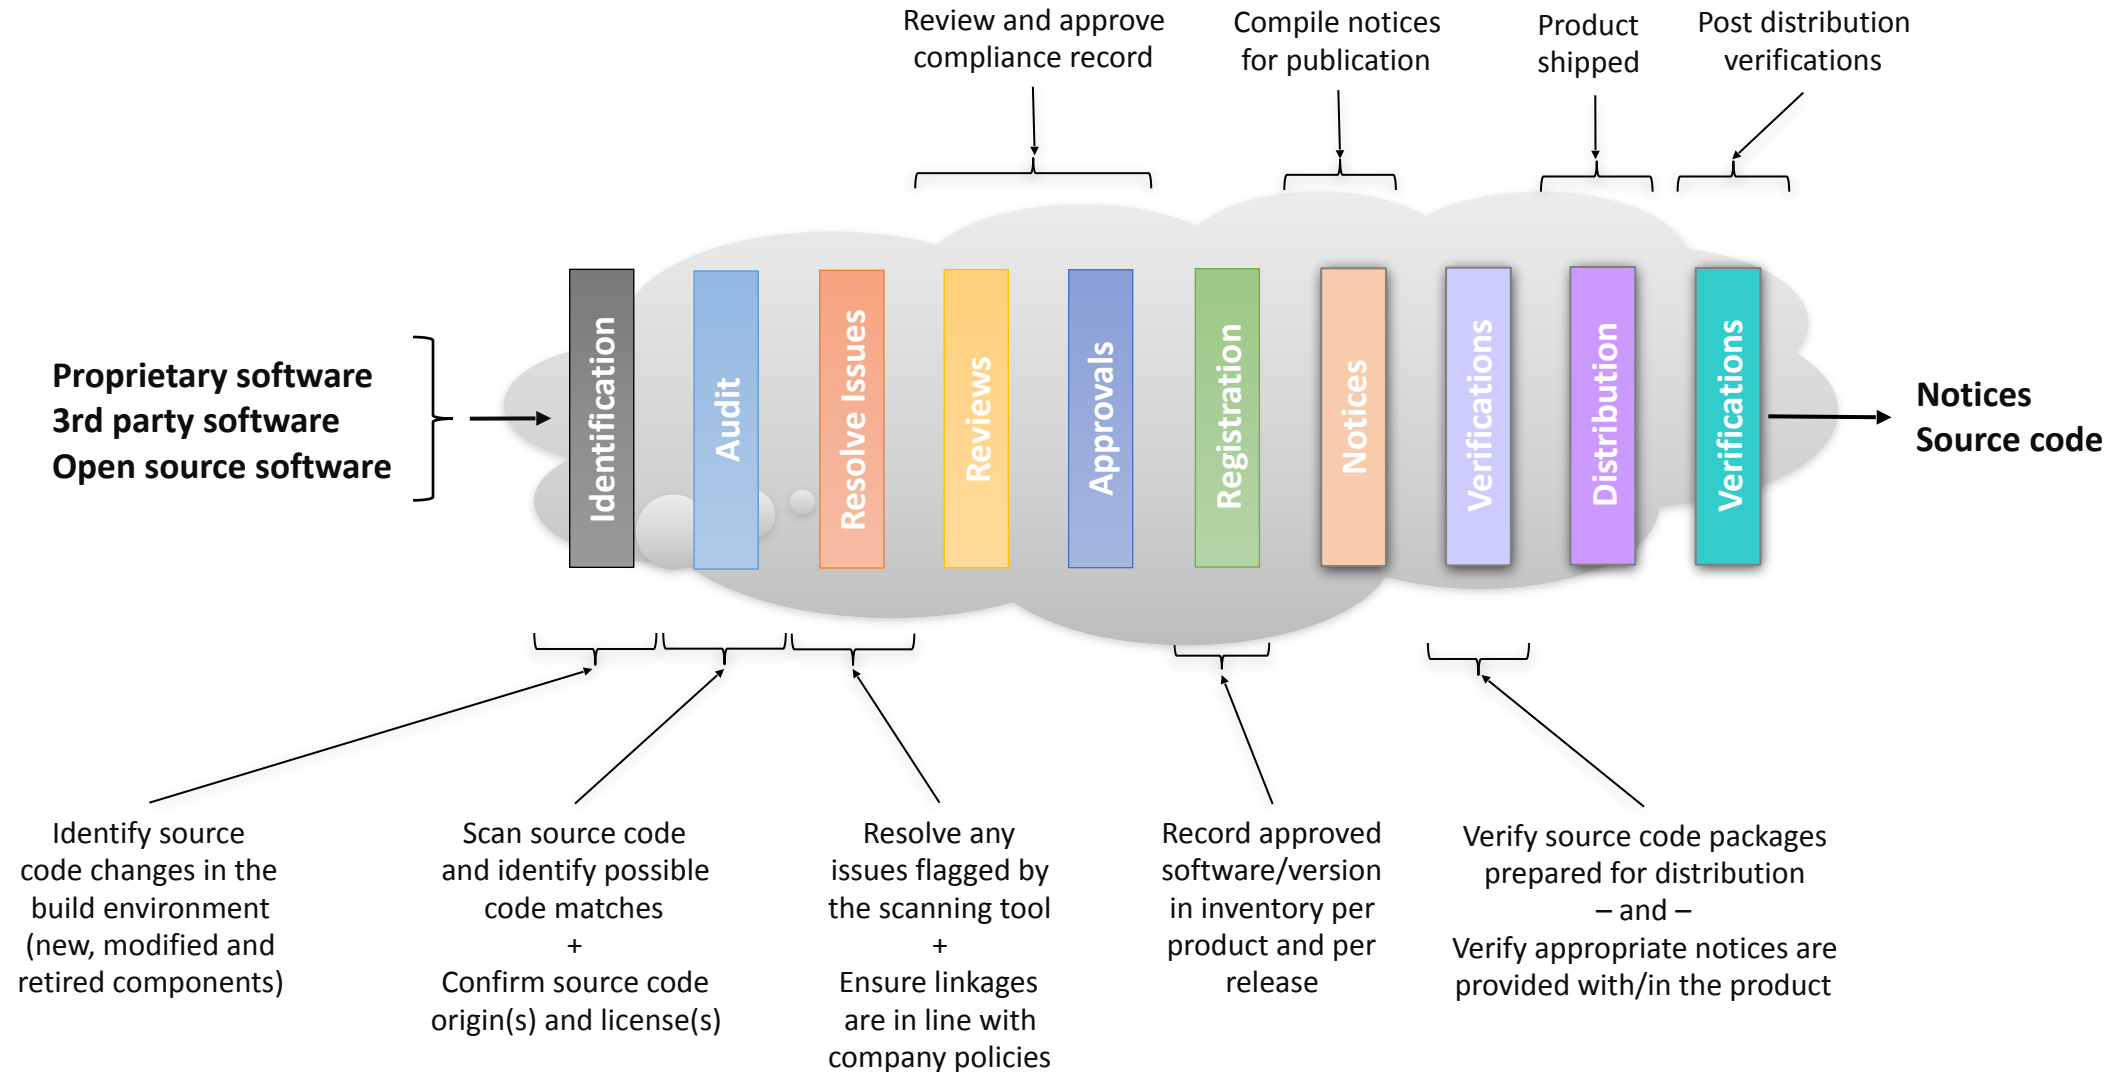 Review and approve
compliance record
Compile notices
for publication
Product
shipped
Post distribution
verifications
Proprietary software
3rd party software
Open source software
Identification
Audit
Resolve Issues
Reviews
Approvals
Registration
Notices
Verifications
Distribution
Verifications
Notices
Source code
Identify source
code changes in the
build environment
(new, modified and
retired components)
Scan source code
and identify possible
code matches
+
Confirm source code
origin(s) and license(s)
Resolve any
issues flagged by
the scanning tool
+
Ensure linkages
are in line with
company policies
Record approved
software/version
in inventory per
product and per
release
Verify source code packages
prepared for distribution
– and –
Verify appropriate notices are
provided with/in the product